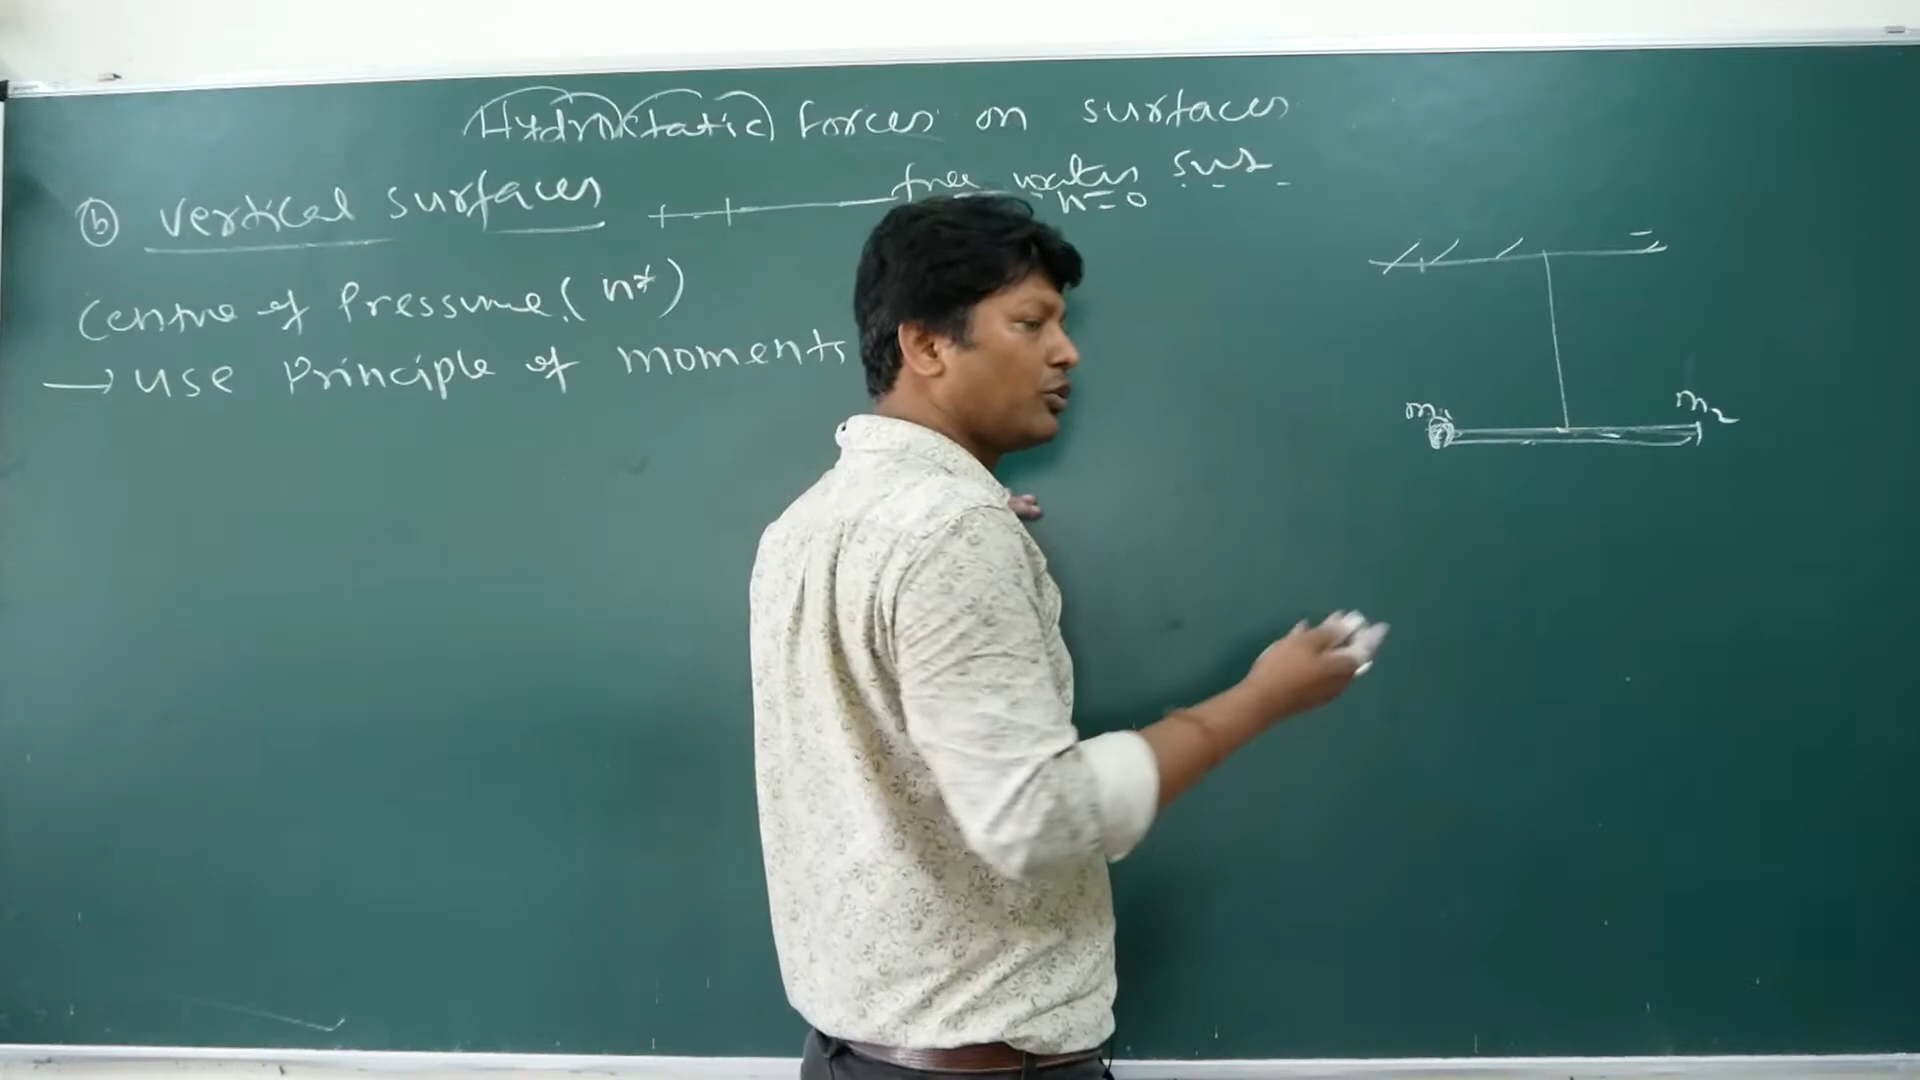 Hydrostatic forces on surfaces
free water sur
h=0
(b) Vertical surfaces
Centre of Pressure (h*)
→ Use Principle of moments
m1
m2